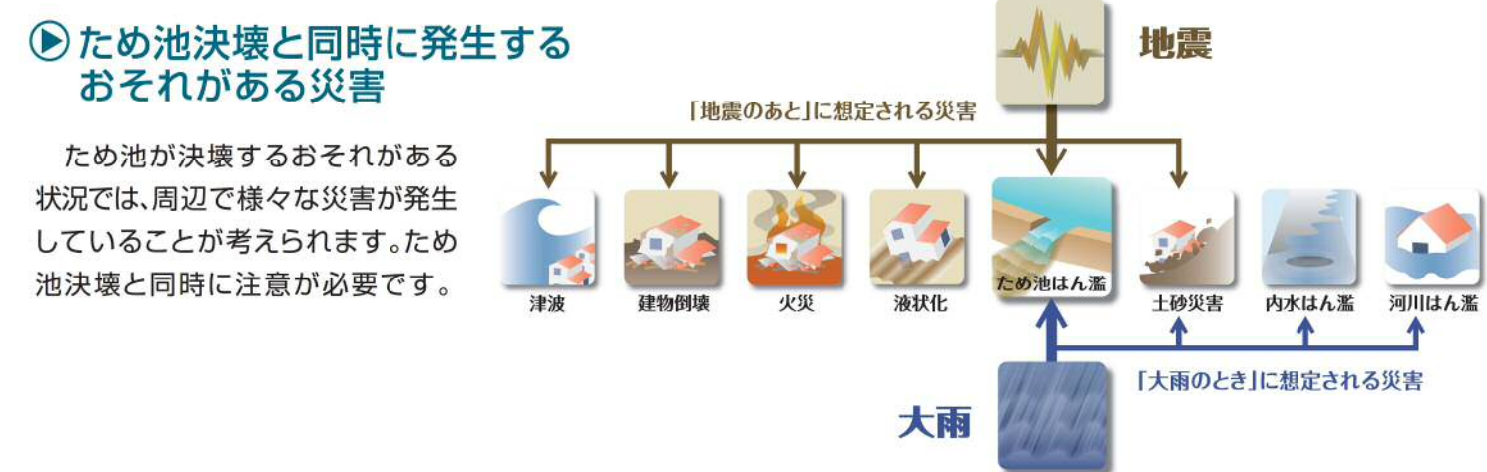 ため池決壊と同時に発生する
おそれがある災害
ため池が決壊するおそれがある
状況では、周辺で様々な災害が発生
していることが考えられます。ため
池決壊と同時に注意が必要です。
地震
「地震のあと」に想定される災害
津波
建物倒壊
火災
液状化
ため池はん濫
土砂災害
内水はん濫
河川はん濫
「大雨のとき」に想定される災害
大雨